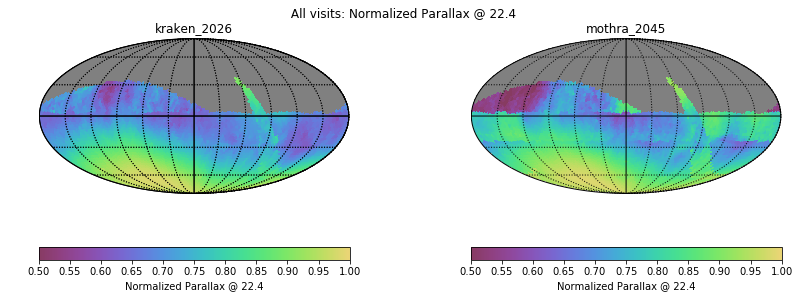 All visits: Normalized Parallax @ 22.4
kraken_2026
mothra_2045
0.50 0.55 0.60 0.65 0.70 0.75 0.80 0.85 0.90 0.95 1.00
0.50 0.55 0.60 0.65 0.70 0.75 0.80 0.85 0.90 0.95 1.00
Normalized Parallax @ 22.4
Normalized Parallax @ 22.4